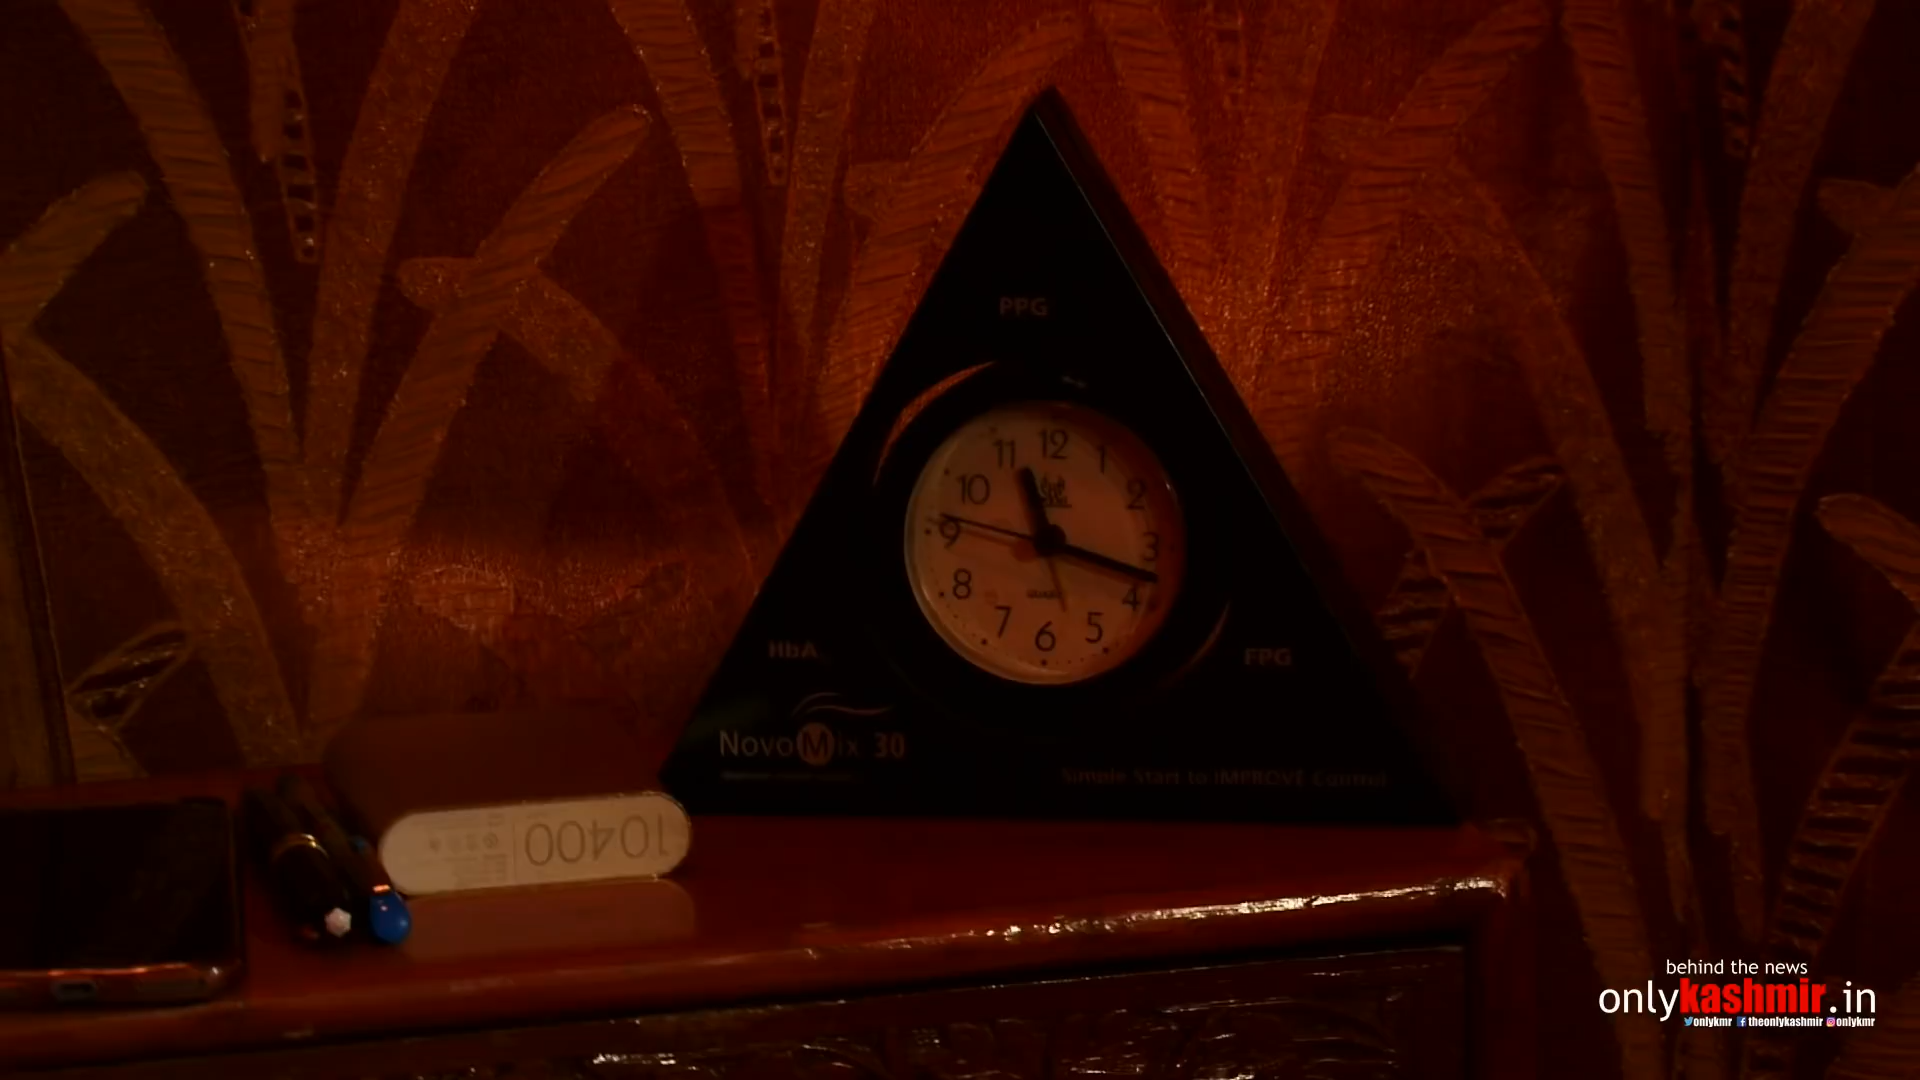 PPG
12
11
1
10
2
9
3
8
4
7
5
6
HbA
FPG
NovoMix 30
Simple Start to IMPROVE Control
10400
behind the news
onlykashmir.in
onlykmr theonlykashmir onlykmr